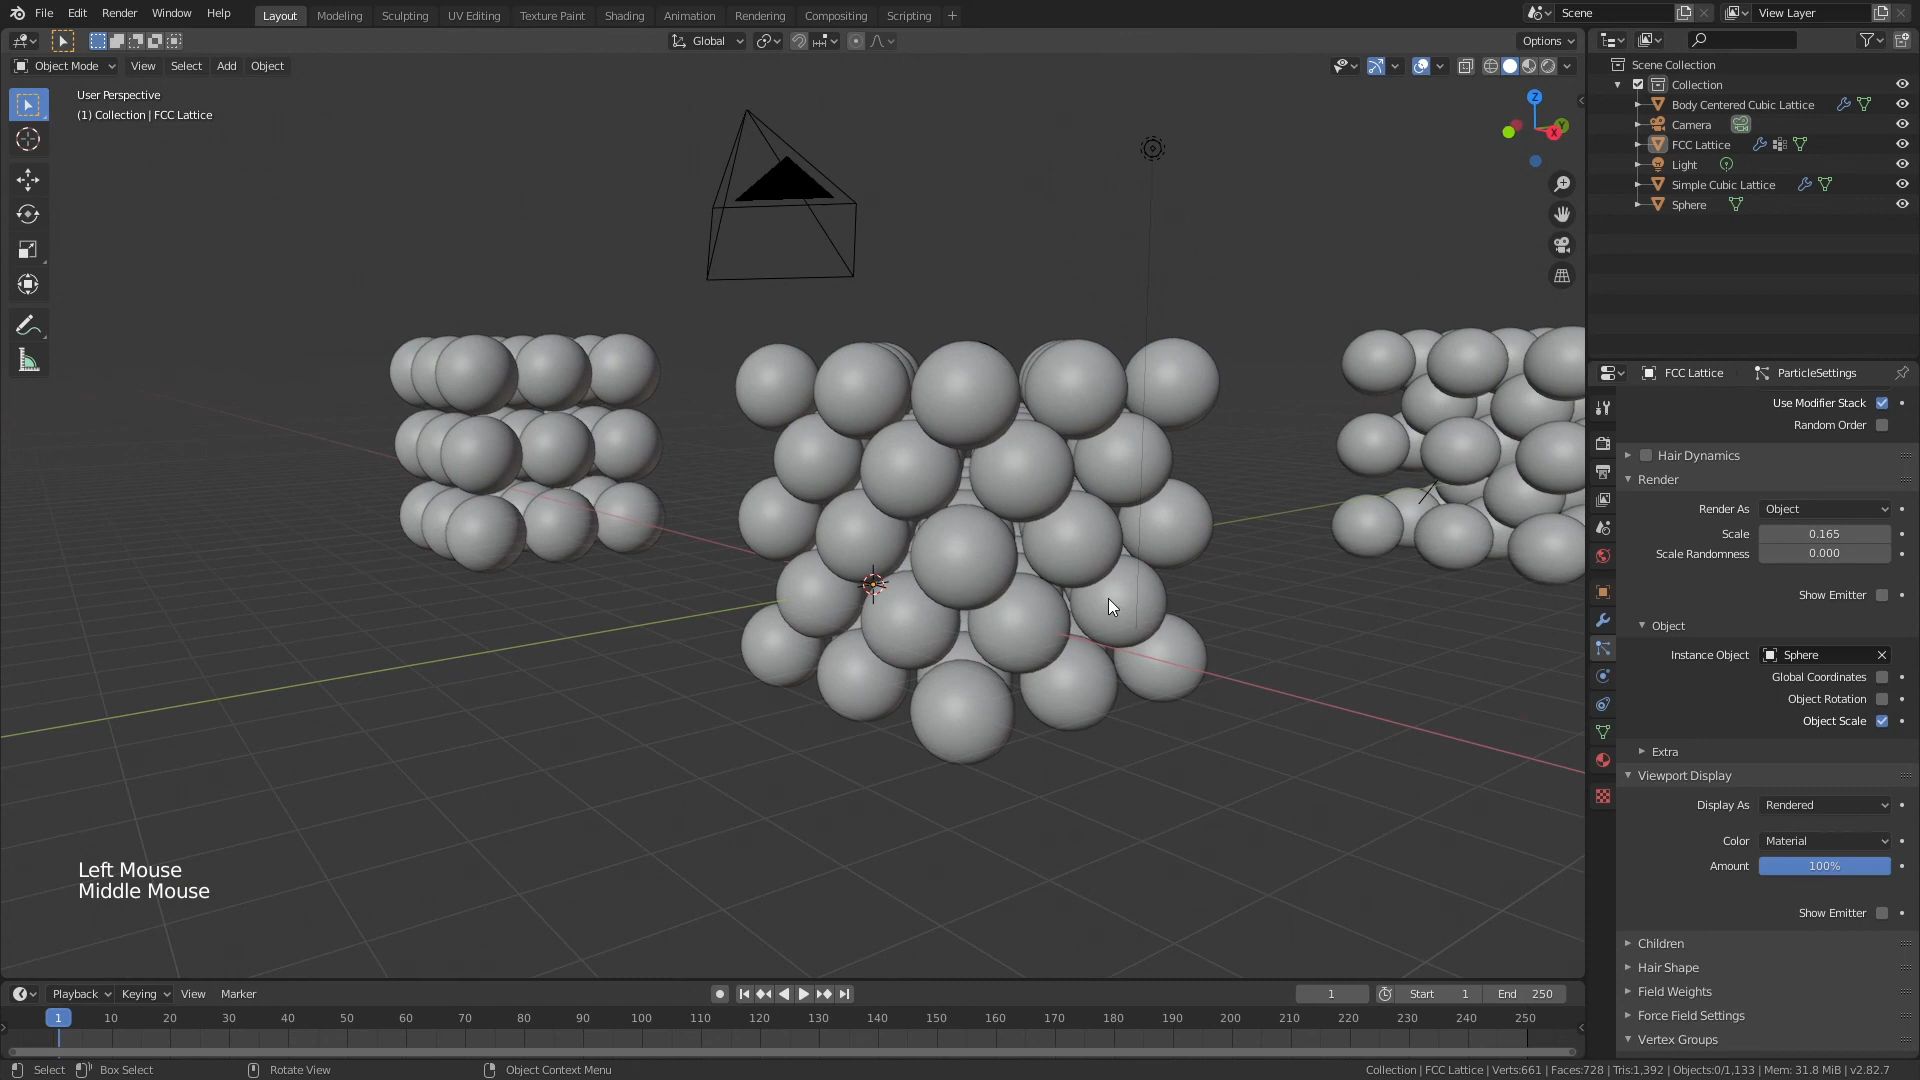 File Edit Render Window Help
Layout Modeling Sculpting UV Editing Texture Paint Shading Animation Rendering Compositing Scripting +
Scene
View Layer
Global
Options
Object Mode View Select Add Object
User Perspective
(1) Collection | FCC Lattice
Z
Y
X
Left Mouse
Middle Mouse
Scene Collection
Collection
Body Centered Cubic Lattice
Camera
FCC Lattice
Light
Simple Cubic Lattice
Sphere
FCC Lattice ParticleSettings
Use Modifier Stack
Random Order
Hair Dynamics
Render
Render As Object
Scale 0.165
Scale Randomness 0.000
Show Emitter
Object
Instance Object Sphere
Global Coordinates
Object Rotation
Object Scale
Extra
Viewport Display
Display As Rendered
Color Material
Amount 100%
Show Emitter
Children
Hair Shape
Field Weights
Force Field Settings
Vertex Groups
Playback Keying View Marker
1 Start 1 End 250
1 10 20 30 40 50 60 70 80 90 100 110 120 130 140 150 160 170 180 190 200 210 220 230 240 250
Select Box Select Rotate View Object Context Menu
Collection | FCC Lattice | Verts:661 | Faces:728 | Tris:1,392 | Objects:0/1,133 | Mem: 31.8 MiB | v2.82.7